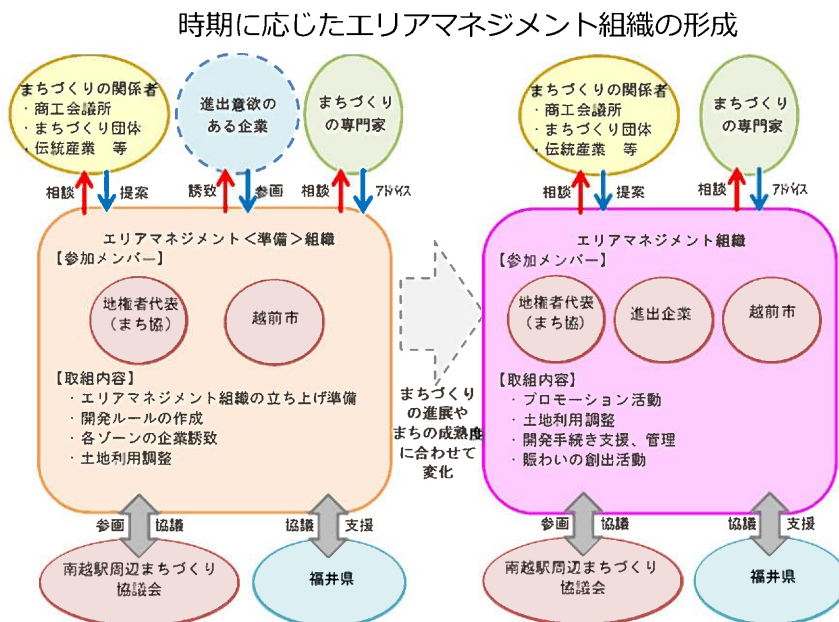 時期に応じたエリアマネジメント組織の形成
まちづくりの関係者
・商工会議所
・まちづくり団体
・伝統産業　等
進出意欲の
ある企業
まちづくり
の専門家
相談
提案
誘致
参画
相談
アドバイス
エリアマネジメント＜準備＞組織
【参加メンバー】
地権者代表
（まち協）
越前市
【取組内容】
・エリアマネジメント組織の立ち上げ準備
・開発ルールの作成
・各ゾーンの企業誘致
・土地利用調整
参画
協議
協議
支援
南越駅周辺まちづくり
協議会
福井県
まちづくり
の進展や
まちの成熟度
に合わせて
変化
まちづくりの関係者
・商工会議所
・まちづくり団体
・伝統産業　等
まちづくり
の専門家
相談
提案
相談
アドバイス
エリアマネジメント組織
【参加メンバー】
地権者代表
（まち協）
進出企業
越前市
【取組内容】
・プロモーション活動
・土地利用調整
・開発手続き支援、管理
・賑わいの創出活動
参画
協議
協議
支援
南越駅周辺まちづくり
協議会
福井県